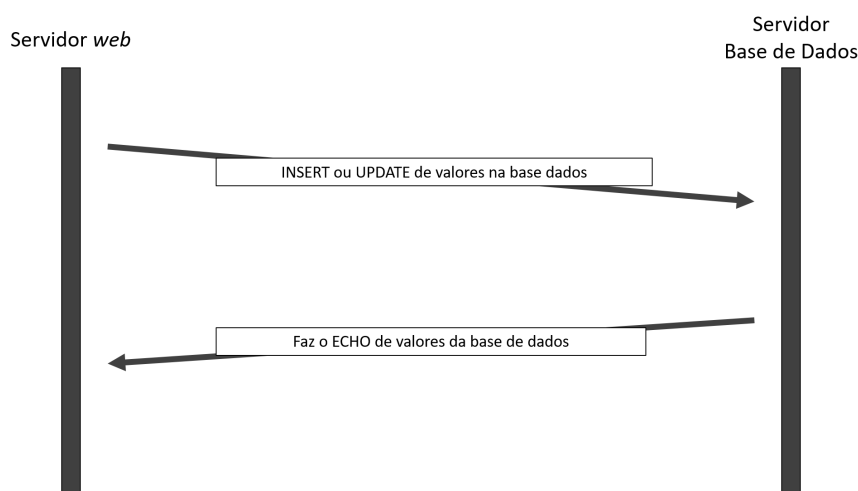 Servidor web
Servidor
Base de Dados
INSERT ou UPDATE de valores na base dados
Faz o ECHO de valores da base de dados